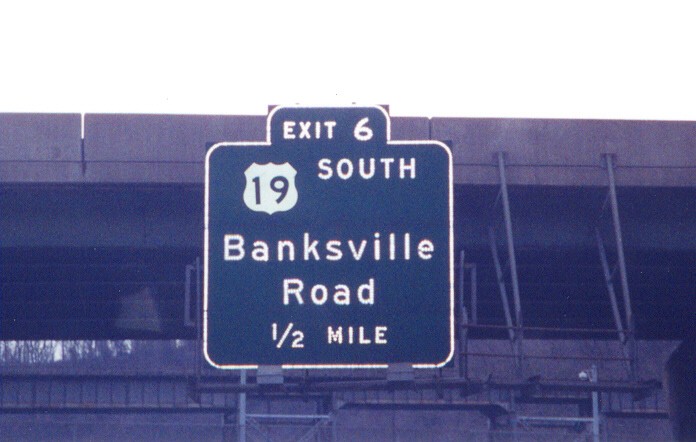 EXIT 6
19 SOUTH
Banksville
Road
1/2 MILE